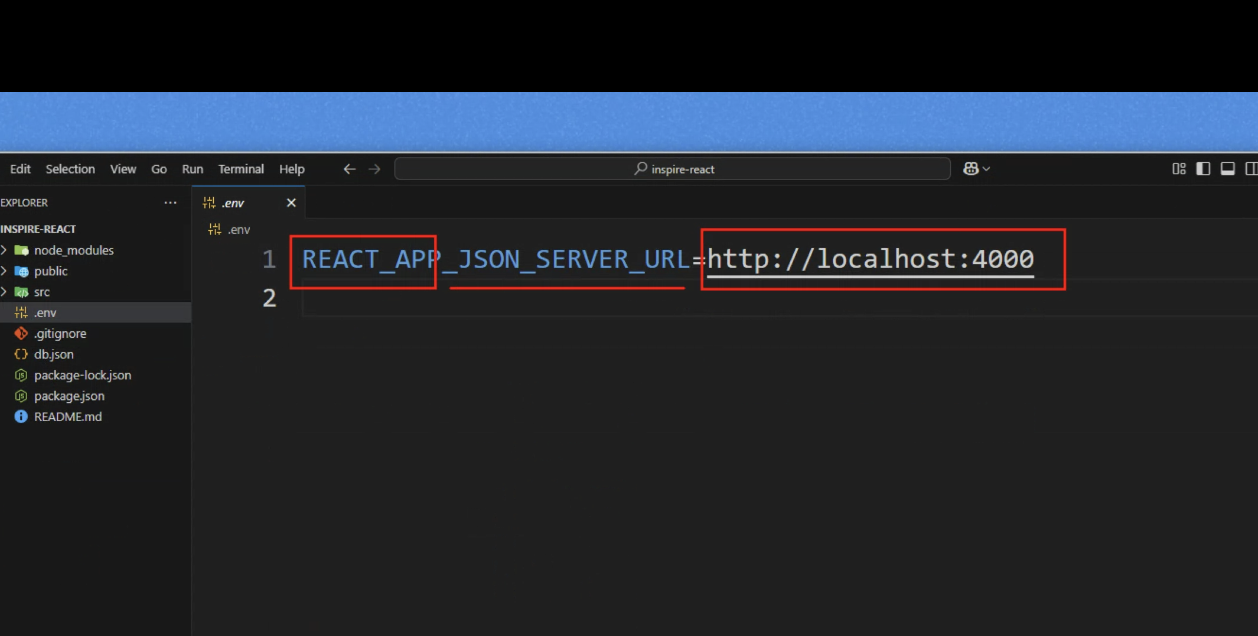 Edit Selection View Go Run Terminal Help inspire-react
EXPLORER
.env
INSPIRE-REACT
.env
node_modules
public
src
.env
.gitignore
db.json
package-lock.json
package.json
README.md
1 REACT_APP_JSON_SERVER_URL=http://localhost:4000
2